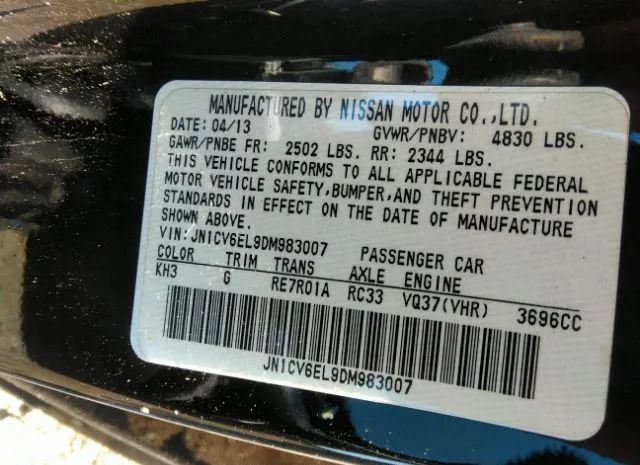 MANUFACTURED BY NISSAN MOTOR CO.,LTD.
DATE: 04/13 GVWR/PNBV: 4830 LBS.
GAWR/PNBE FR: 2502 LBS. RR: 2344 LBS.
THIS VEHICLE CONFORMS TO ALL APPLICABLE FEDERAL
MOTOR VEHICLE SAFETY,BUMPER,AND THEFT PREVENTION
STANDARDS IN EFFECT ON THE DATE OF MANUFACTURE
SHOWN ABOVE.
VIN:JN1CV6EL9DM983007 PASSENGER CAR
COLOR TRIM TRANS AXLE ENGINE
KH3 G RE7R01A RC33 VQ37(VHR) 3696CC
JN1CV6EL9DM983007